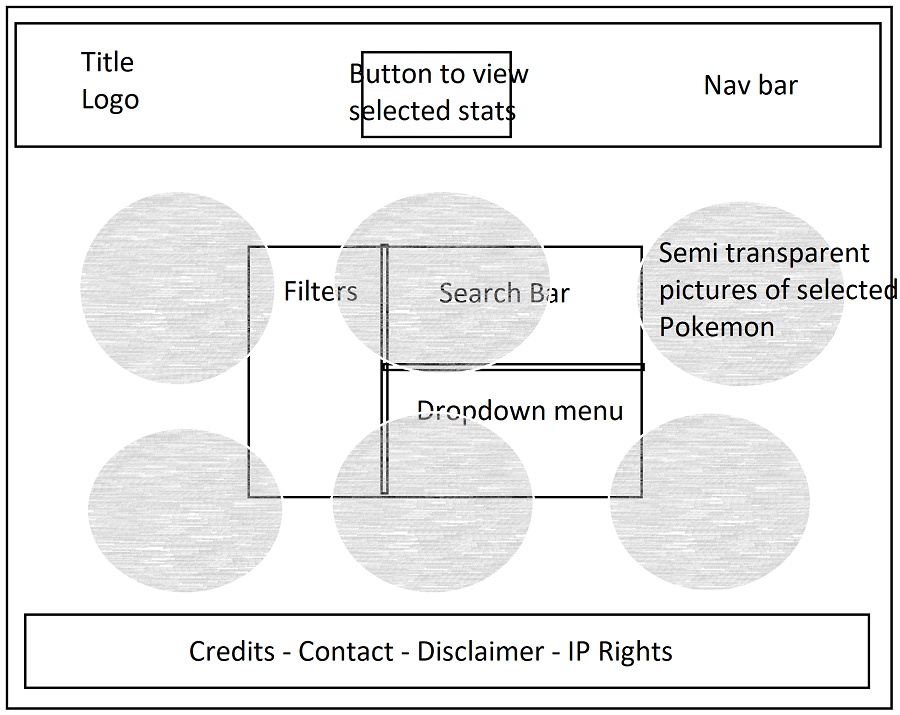 Title
Logo
Button to view
selected stats
Nav bar
Filters
Search Bar
Semi transparent
pictures of selected
Pokemon
Dropdown menu
Credits - Contact - Disclaimer - IP Rights